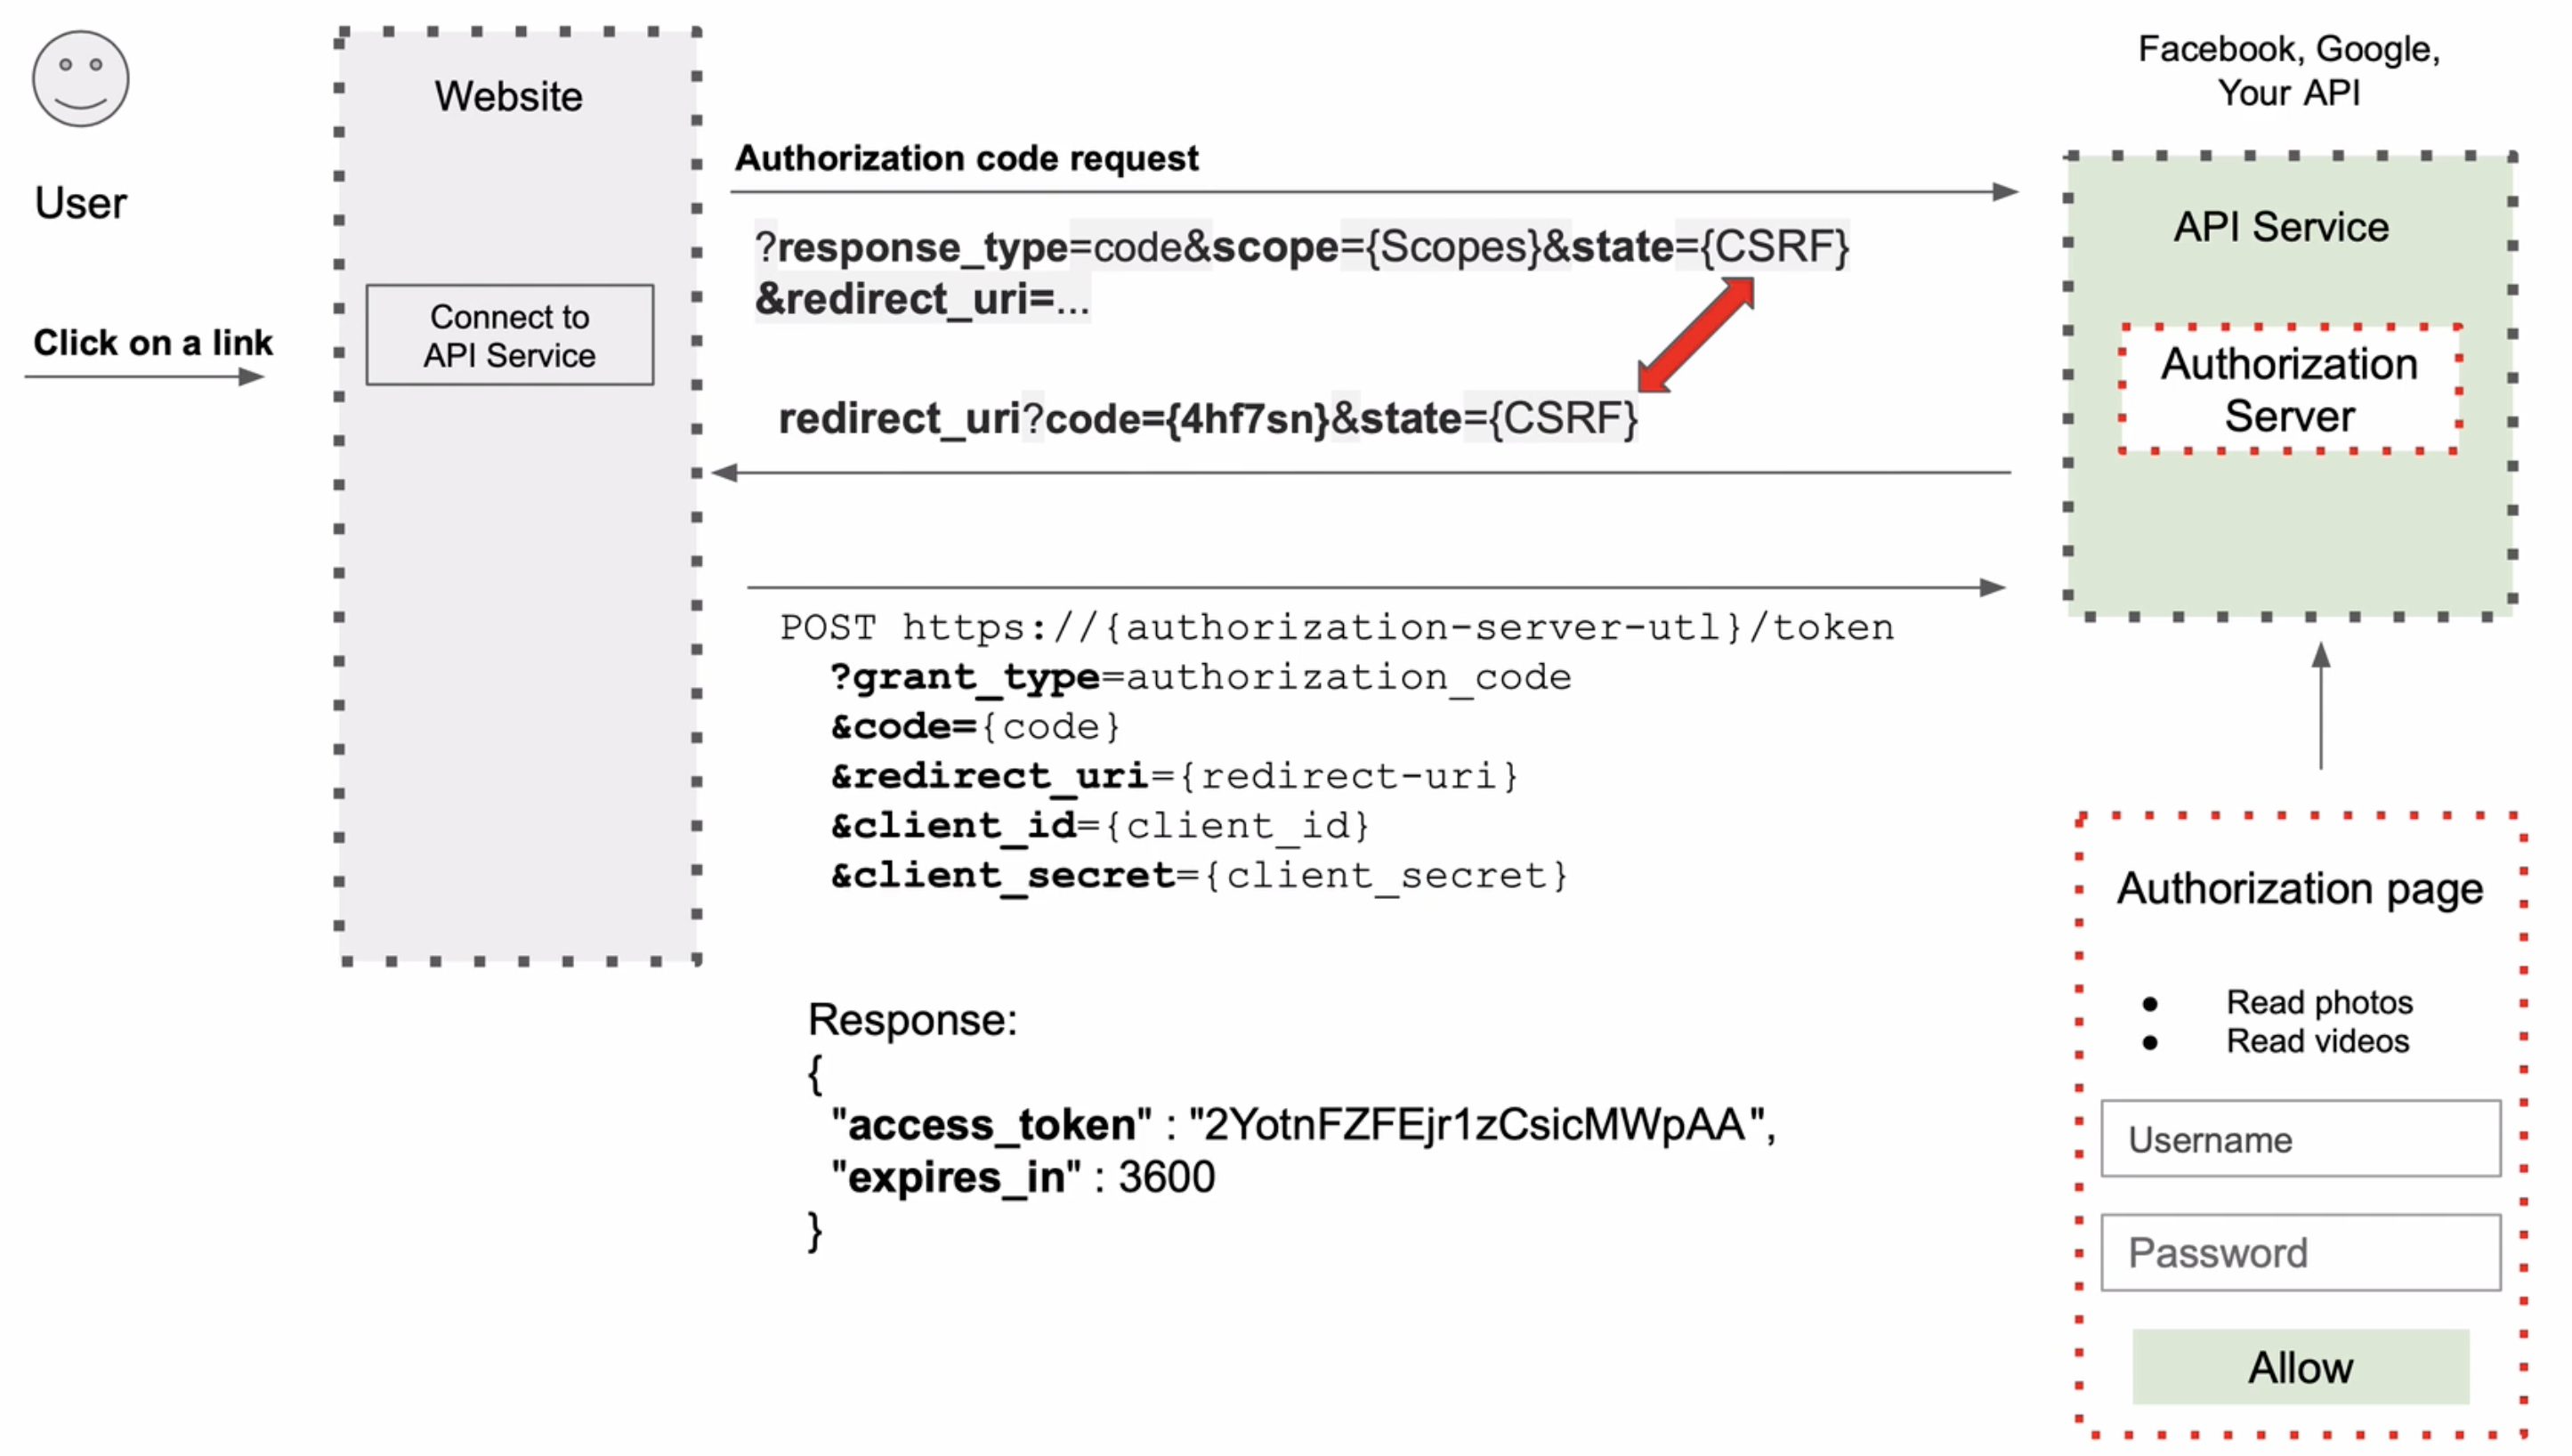 User
Click on a link
Website
Connect to
API Service
Authorization code request
?response_type=code&scope={Scopes}&state={CSRF}
&redirect_uri=...
redirect_uri?code={4hf7sn}&state={CSRF}
POST https://{authorization-server-utl}/token
?grant_type=authorization_code
&code={code}
&redirect_uri={redirect-uri}
&client_id={client_id}
&client_secret={client_secret}
Response:
{
"access_token" : "2YotnFZFEjr1zCsicMWpAA",
"expires_in" : 3600
}
Facebook, Google,
Your API
API Service
Authorization
Server
Authorization page
● Read photos
● Read videos
Username
Password
Allow